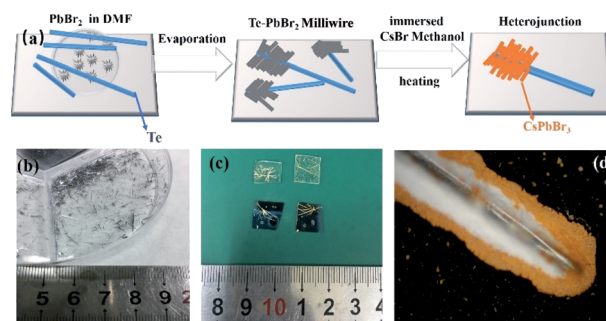 PbBr₂ in DMF
(a)
Te
Evaporation
Te-PbBr₂ Milliwire
immersed
CsBr Methanol
heating
Heterojunction
CsPbBr₃
(b)
5 6 7 8 9
(c)
8 9 10 1 2 3 4
(d)